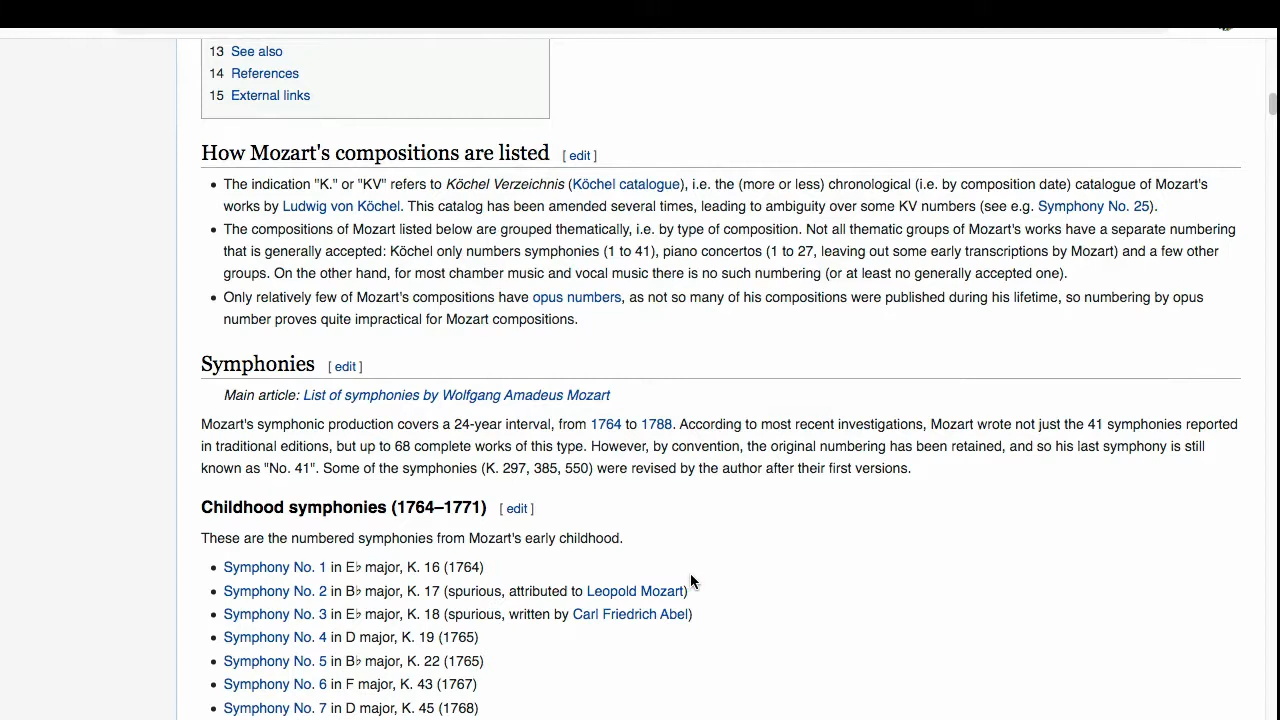 13 See also
14 References
15 External links
How Mozart's compositions are listed [ edit ]
• The indication "K." or "KV" refers to Köchel Verzeichnis (Köchel catalogue), i.e. the (more or less) chronological (i.e. by composition date) catalogue of Mozart's
works by Ludwig von Köchel. This catalog has been amended several times, leading to ambiguity over some KV numbers (see e.g. Symphony No. 25).
• The compositions of Mozart listed below are grouped thematically, i.e. by type of composition. Not all thematic groups of Mozart's works have a separate numbering
that is generally accepted: Köchel only numbers symphonies (1 to 41), piano concertos (1 to 27, leaving out some early transcriptions by Mozart) and a few other
groups. On the other hand, for most chamber music and vocal music there is no such numbering (or at least no generally accepted one).
• Only relatively few of Mozart's compositions have opus numbers, as not so many of his compositions were published during his lifetime, so numbering by opus
number proves quite impractical for Mozart compositions.
Symphonies [ edit ]
Main article: List of symphonies by Wolfgang Amadeus Mozart
Mozart's symphonic production covers a 24-year interval, from 1764 to 1788. According to most recent investigations, Mozart wrote not just the 41 symphonies reported
in traditional editions, but up to 68 complete works of this type. However, by convention, the original numbering has been retained, and so his last symphony is still
known as "No. 41". Some of the symphonies (K. 297, 385, 550) were revised by the author after their first versions.
Childhood symphonies (1764–1771) [ edit ]
These are the numbered symphonies from Mozart's early childhood.
• Symphony No. 1 in E♭ major, K. 16 (1764)
• Symphony No. 2 in B♭ major, K. 17 (spurious, attributed to Leopold Mozart)
• Symphony No. 3 in E♭ major, K. 18 (spurious, written by Carl Friedrich Abel)
• Symphony No. 4 in D major, K. 19 (1765)
• Symphony No. 5 in B♭ major, K. 22 (1765)
• Symphony No. 6 in F major, K. 43 (1767)
• Symphony No. 7 in D major, K. 45 (1768)